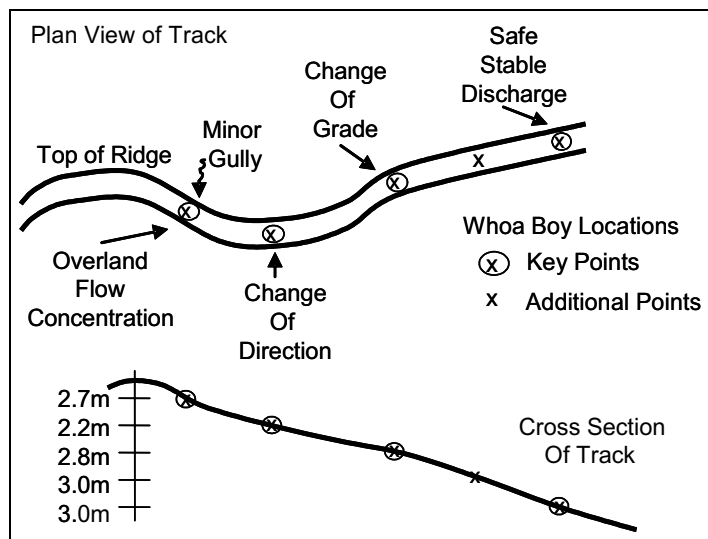 Plan View of Track
Safe
Stable
Discharge
Change
Of
Grade
Minor
Gully
Top of Ridge
x
x
x
x
x
Whoa Boy Locations
x Key Points
x Additional Points
Overland
Flow
Concentration
Change
Of
Direction
2.7m
2.2m
2.8m
3.0m
3.0m
x
x
x
x
x
Cross Section
Of Track